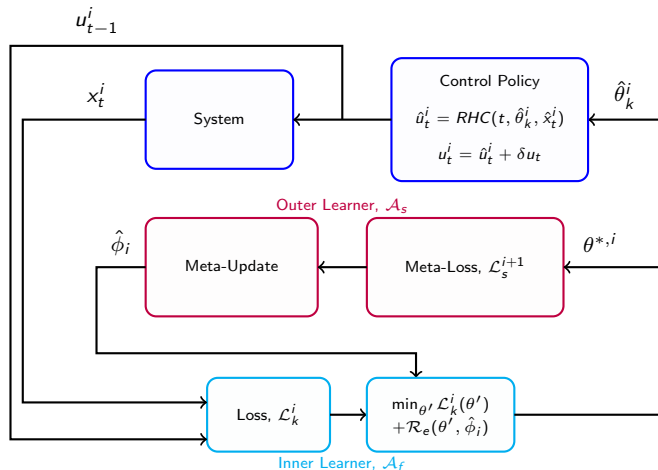 u^i_{t−1}
x^i_t
System
Control Policy
û^i_t = RHC(t, θ̂^i_k, x̂^i_t)
u^i_t = û^i_t + δu_t
θ̂^i_k
Outer Learner, 𝒜_s
ϕ̂_i
Meta-Update
Meta-Loss, ℒ^{i+1}_s
θ^{*,i}
Loss, ℒ^i_k
min_{θ′} ℒ^i_k(θ′)
+ℛ_e(θ′, ϕ̂_i)
Inner Learner, 𝒜_f